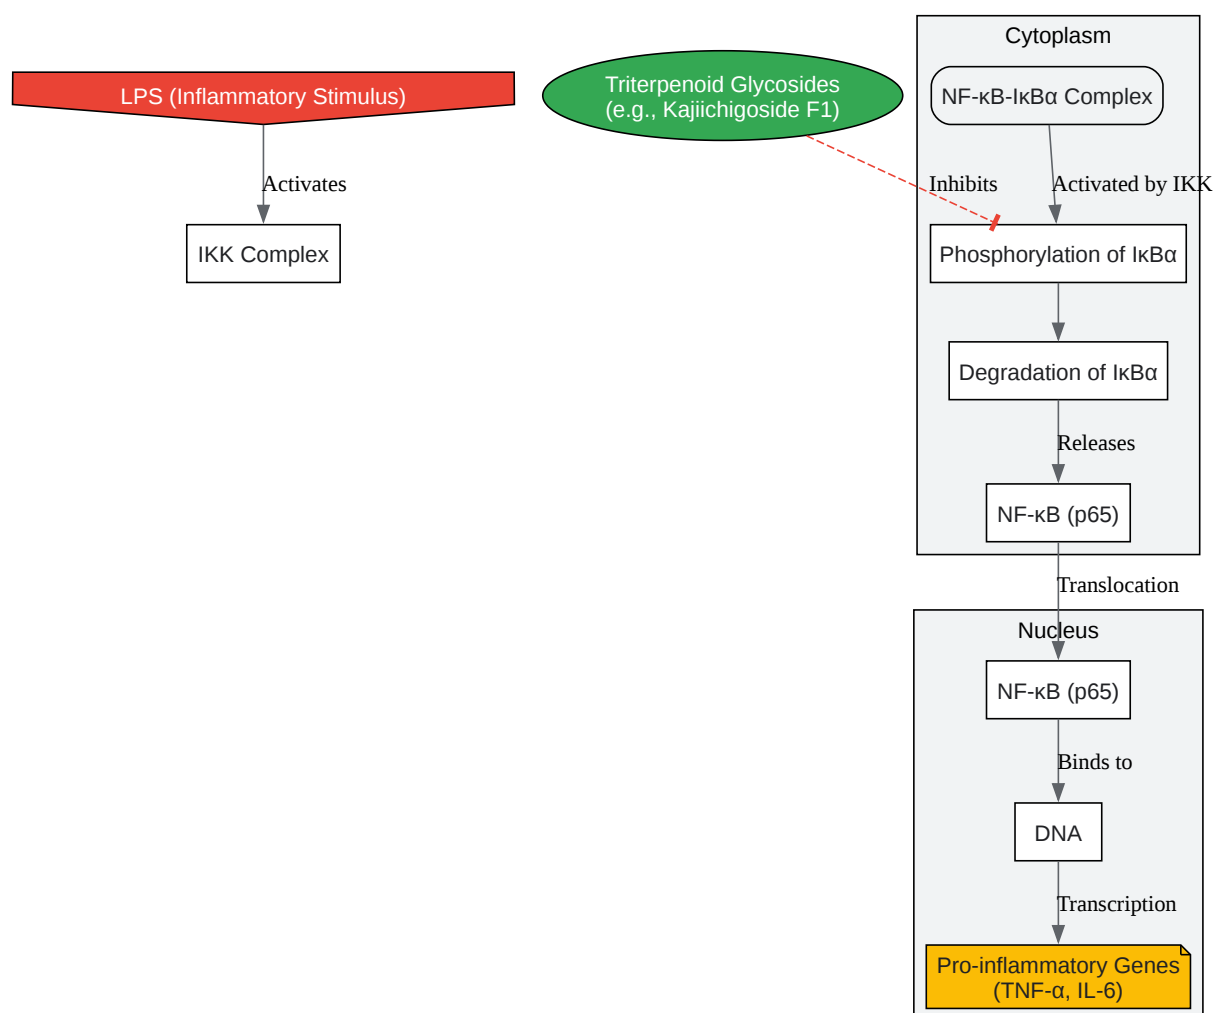 LPS (Inflammatory Stimulus)
Activates
IKK Complex
Triterpenoid Glycosides
(e.g., Kajiichigoside F1)
Inhibits
Cytoplasm
NF-κB-IκBα Complex
Activated by IKK
Phosphorylation of IκBα
Degradation of IκBα
Releases
NF-κB (p65)
Translocation
Nucleus
NF-κB (p65)
Binds to
DNA
Transcription
Pro-inflammatory Genes
(TNF-α, IL-6)